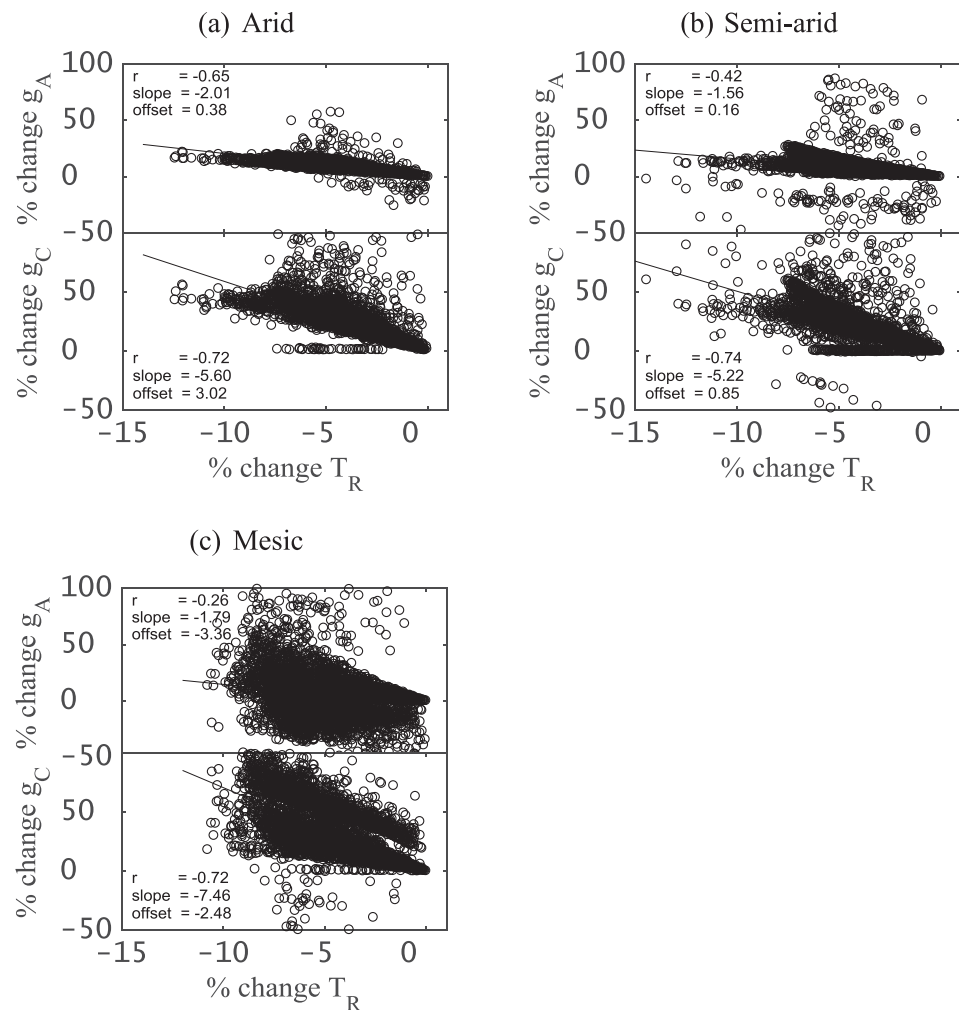 (a) Arid
% change g_A
100
50
0
-50
r = -0.65
slope = -2.01
offset = 0.38
% change g_C
50
0
-50
r = -0.72
slope = -5.60
offset = 3.02
-15 -10 -5 0
% change T_R
(b) Semi-arid
% change g_A
100
50
0
-50
r = -0.42
slope = -1.56
offset = 0.16
% change g_C
50
0
-50
r = -0.74
slope = -5.22
offset = 0.85
-15 -10 -5 0
% change T_R
(c) Mesic
% change g_A
100
50
0
-50
r = -0.26
slope = -1.79
offset = -3.36
% change g_C
50
0
-50
r = -0.72
slope = -7.46
offset = -2.48
-15 -10 -5 0
% change T_R